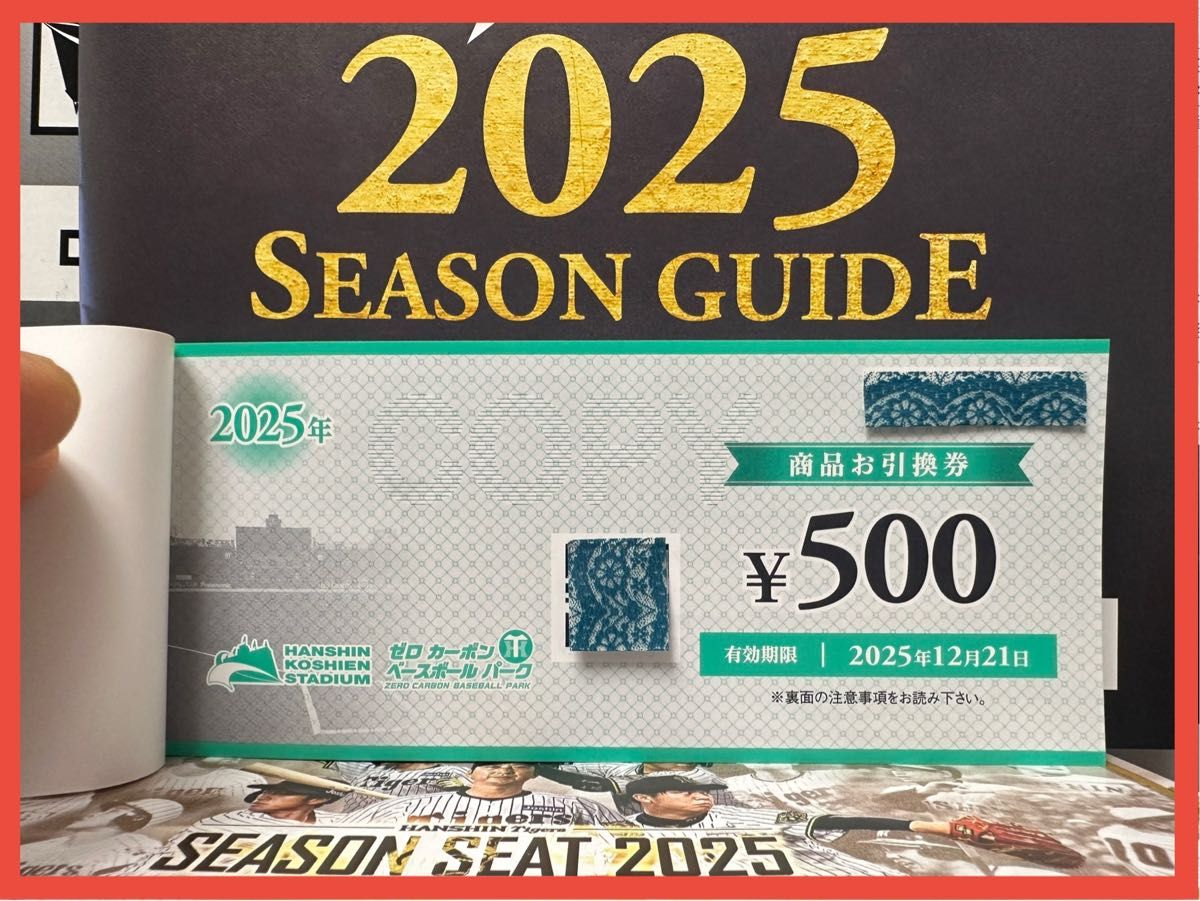 2025
SEASON GUIDE
2025年
COPY
商品お引換券
¥500
HANSHIN
KOSHIEN
STADIUM
ゼロ カーボン
ベースボール パーク
ZERO CARBON BASEBALL PARK
有効期限 | 2025年12月21日
※裏面の注意事項をお読み下さい。
Tigers
HANSHIN Tigers
SEASON SEAT 2025